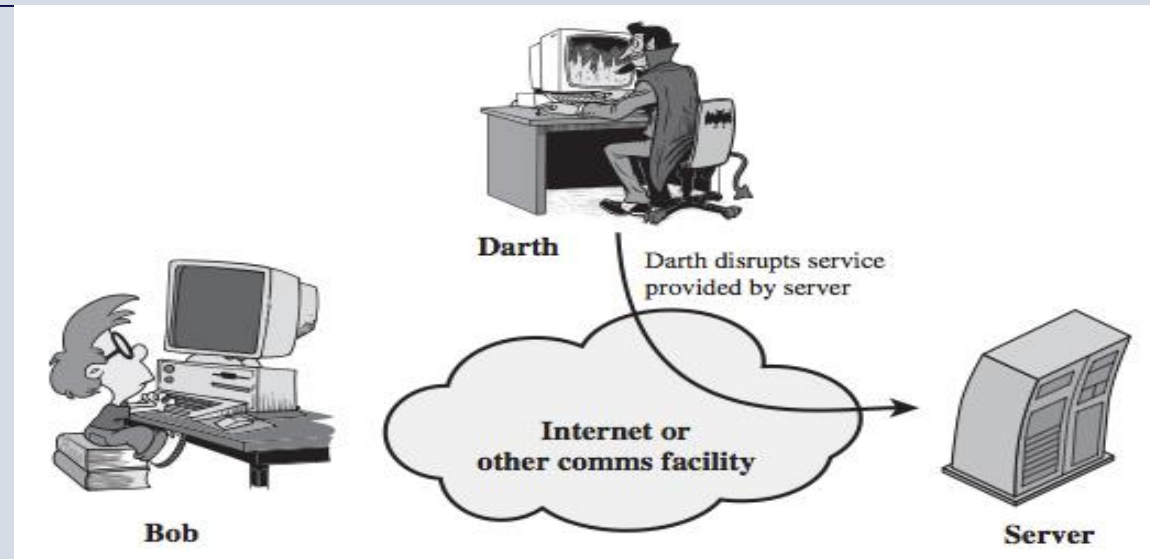 Darth
Darth disrupts service
provided by server
Internet or
other comms facility
Bob
Server